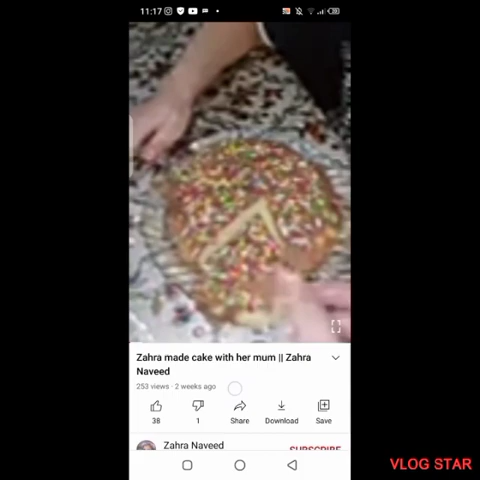 11:17
Zahra made cake with her mum || Zahra
Naveed
253 views · 2 weeks ago
38
1
Share
Download
Save
Zahra Naveed
SUBSCRIBE
VLOG STAR